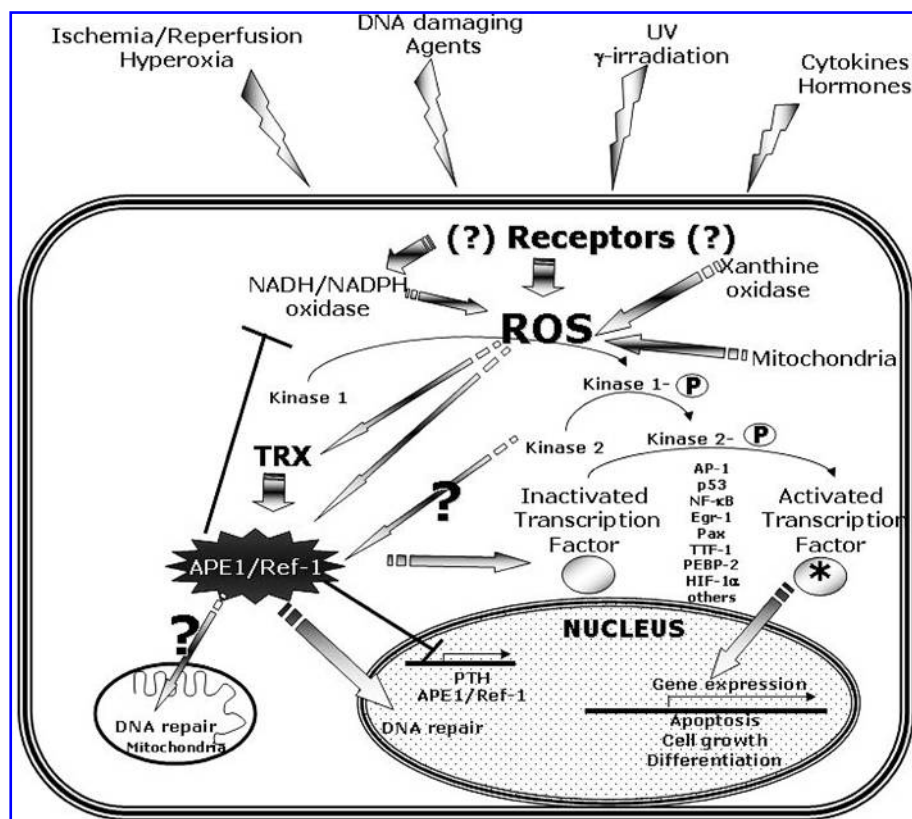 Ischemia/Reperfusion
Hyperoxia
DNA damaging
Agents
UV
γ-irradiation
Cytokines
Hormones
(?) Receptors (?)
NADH/NADPH
oxidase
Xanthine
oxidase
ROS
Mitochondria
Kinase 1
Kinase 1- P
Kinase 2
Kinase 2- P
TRX
?
Inactivated
Transcription
Factor
AP-1
p53
NF-κB
Egr-1
Pax
TTF-1
PEBP-2
HIF-1α
others
Activated
Transcription
Factor
*
APE1/Ref-1
?
NUCLEUS
PTH
APE1/Ref-1
DNA repair
Gene expression
Apoptosis
Cell growth
Differentiation
DNA repair
Mitochondria